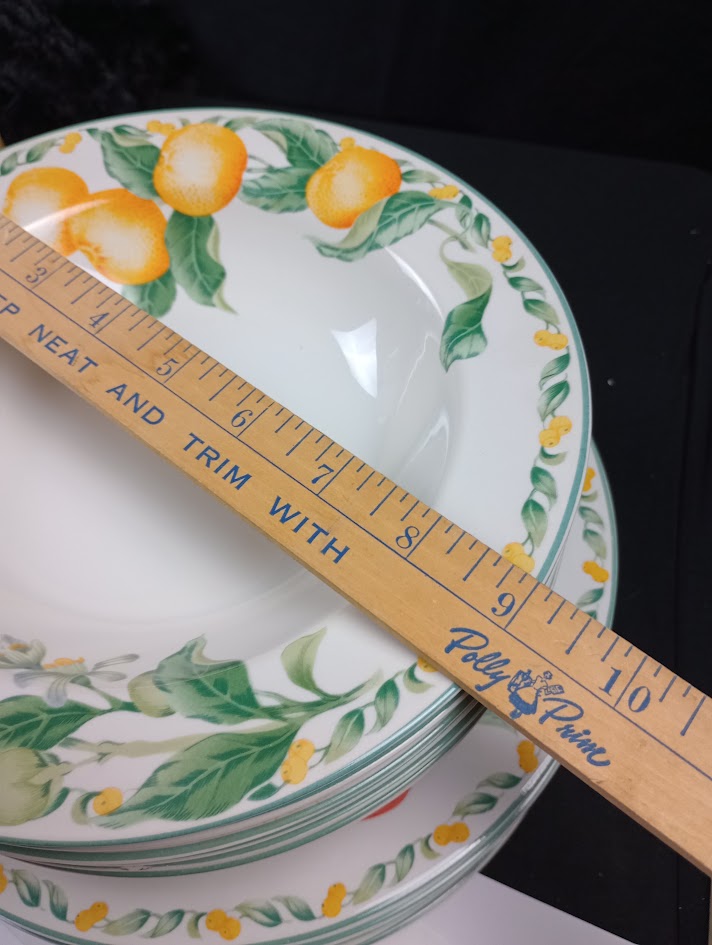 3 4 5 6 7 8 9 10
NEAT AND TRIM WITH
Polly Prim